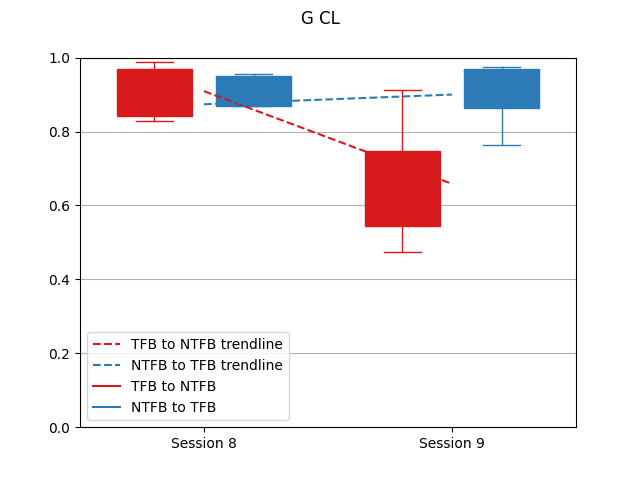 G CL
1.0
0.8
0.6
0.4
0.2
0.0
TFB to NTFB trendline
NTFB to TFB trendline
TFB to NTFB
NTFB to TFB
Session 8
Session 9